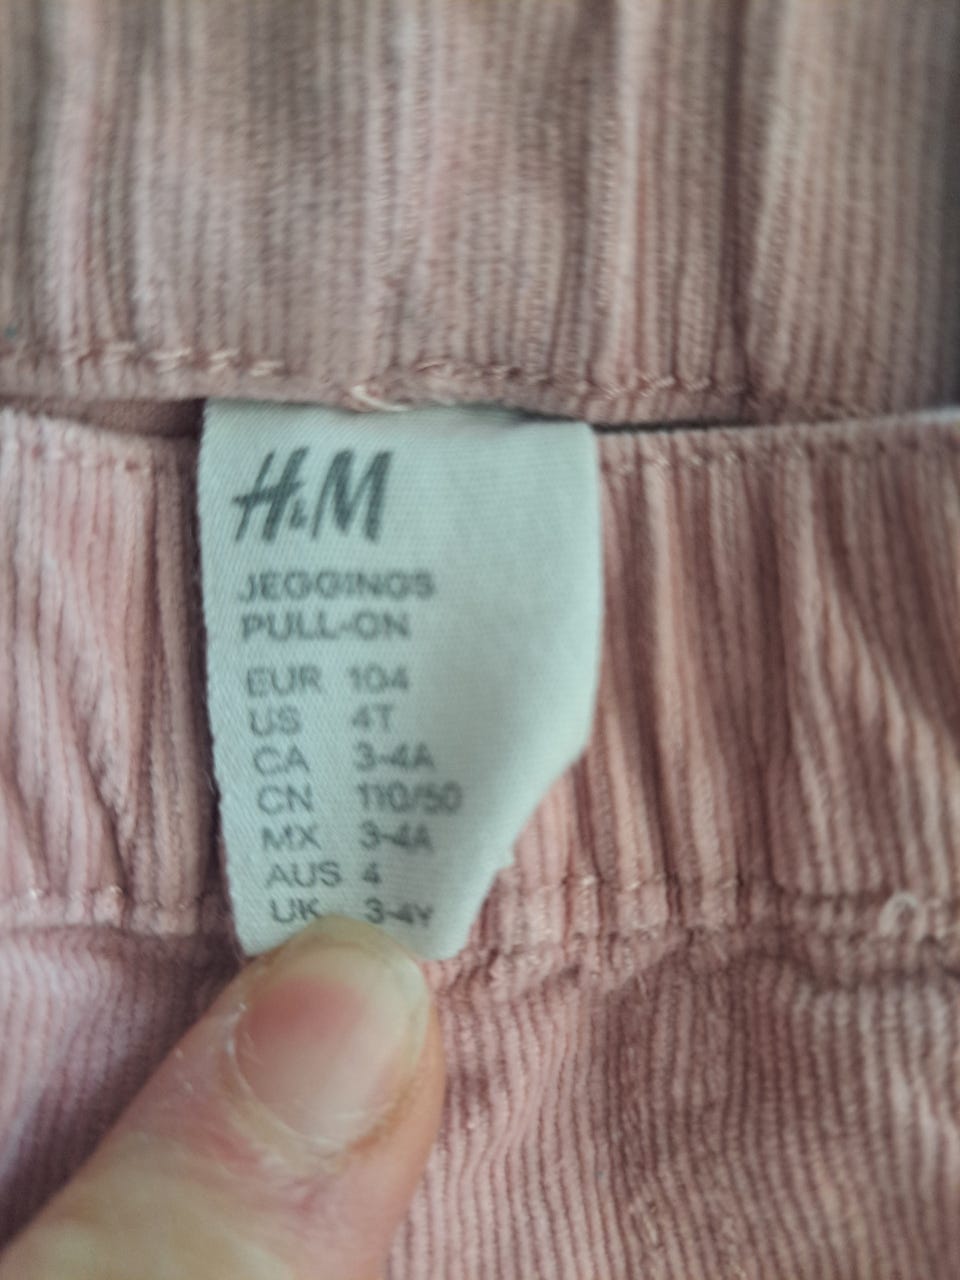 H&M
JEGGINGS
PULL-ON
EUR 104
US 4T
CA 3-4A
CN 110/50
MX 3-4A
AUS 4
UK 3-4Y